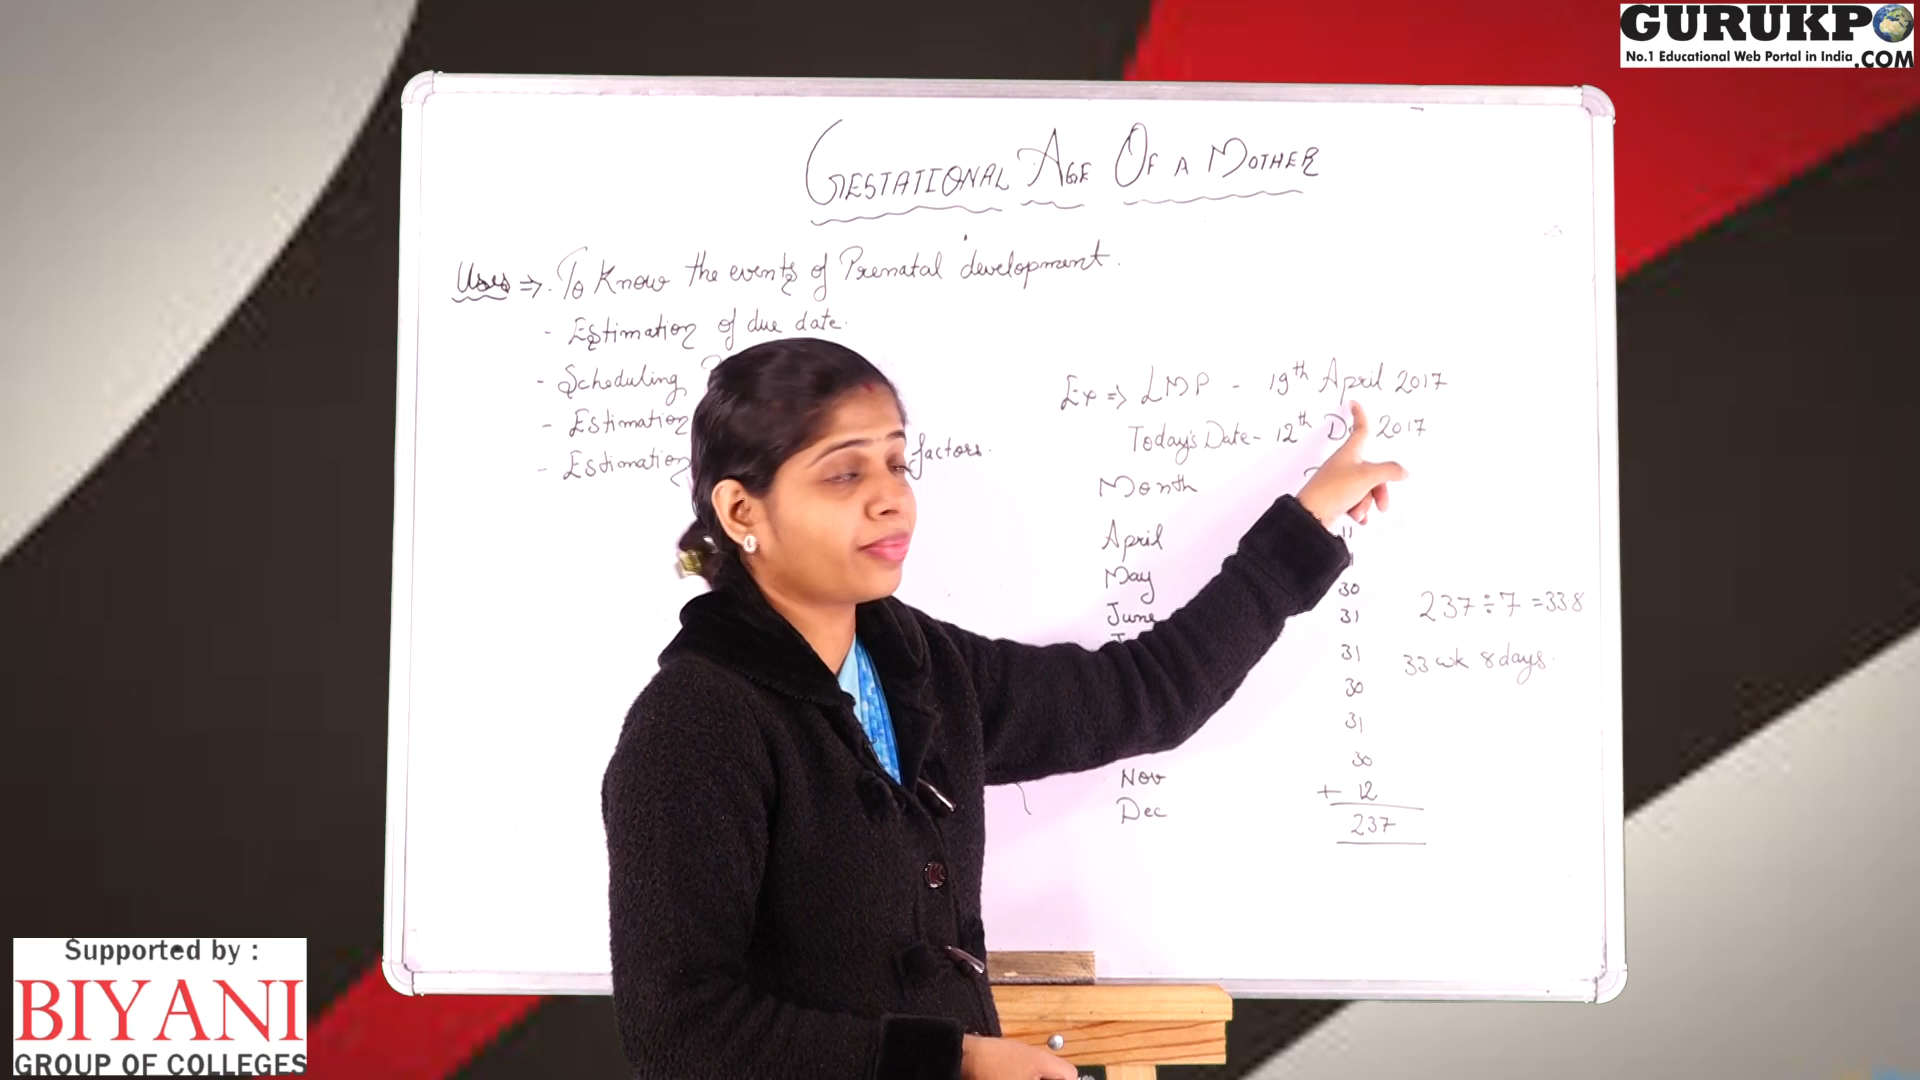 GURUKPO
No.1 Educational Web Portal in India .COM
GESTATIONAL AGE OF A MOTHER
Uses => . To Know the events of Prenatal development.
- Estimation of due date.
- Scheduling
- Estimation
- Estimation factors.
Ex => LMP - 19th April 2017
Today's Date - 12th 2017
Month
April 11
May
June 30
31
31
30
31
30
Nov + 12
Dec 237
237 ÷ 7 = 338
33 wk 8 days.
Supported by :
BIYANI
GROUP OF COLLEGES